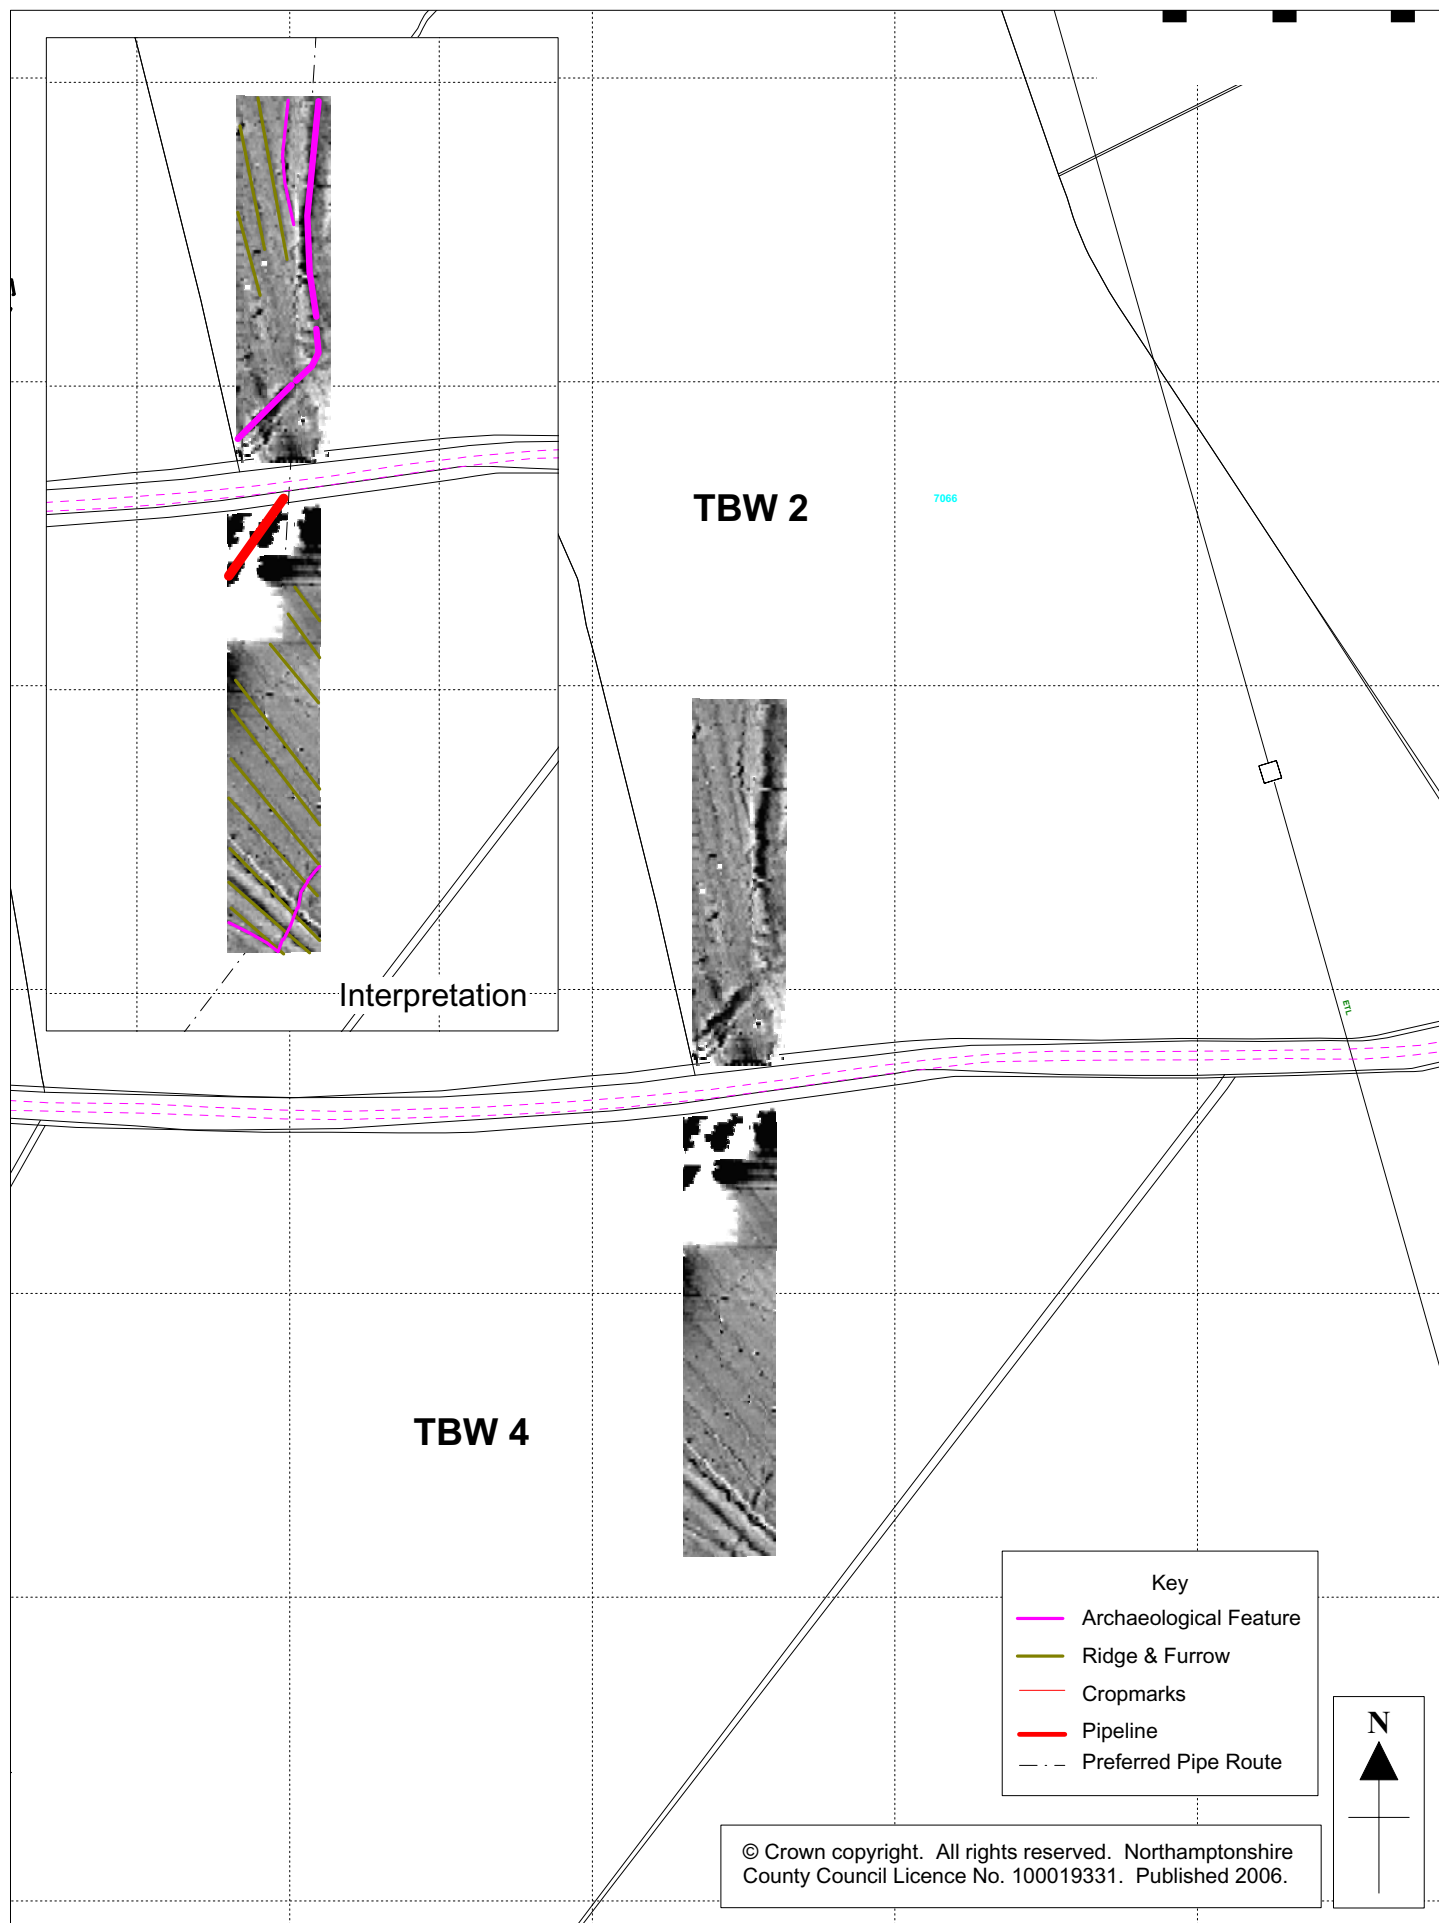 TBW 2
7066
Interpretation
ETL
TBW 4
Key
Archaeological Feature
Ridge & Furrow
Cropmarks
Pipeline
Preferred Pipe Route
N
© Crown copyright. All rights reserved. Northamptonshire
County Council Licence No. 100019331. Published 2006.